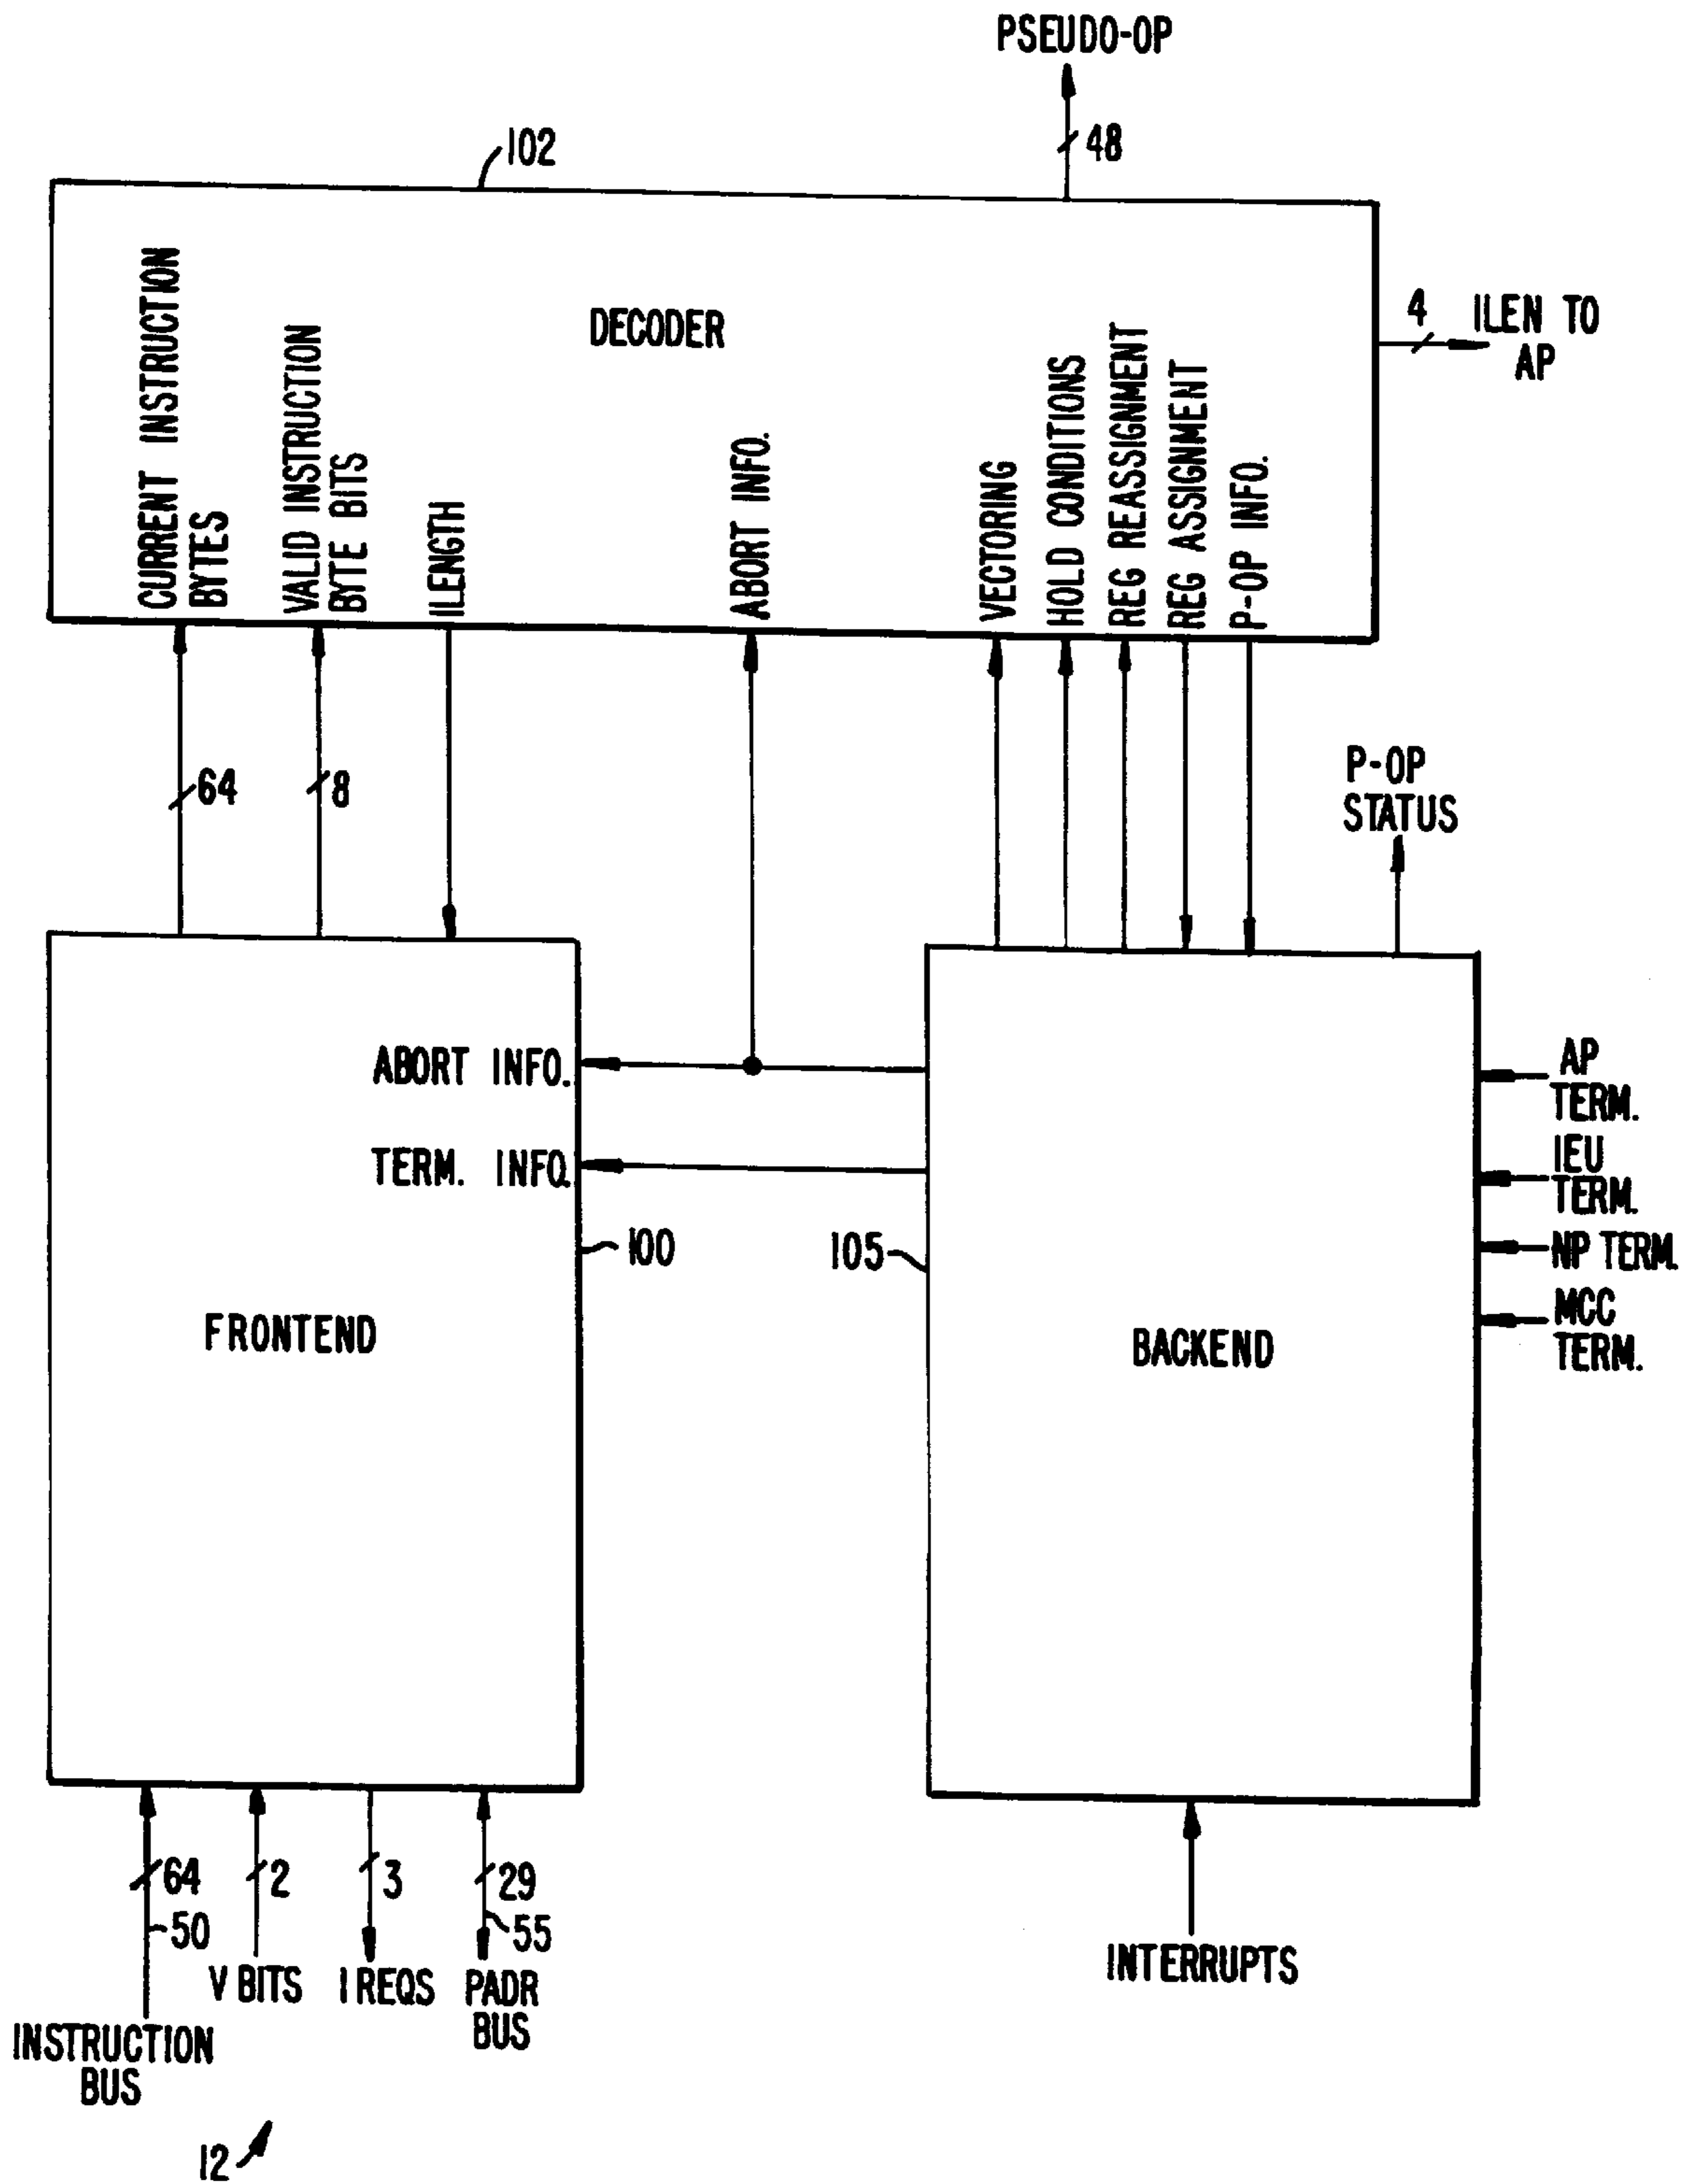 PSEUDO-OP
48
102
CURRENT INSTRUCTION
BYTES
VALID INSTRUCTION
BYTE BITS
ILENGTH
DECODER
ABORT INFO.
VECTORING
HOLD CONDITIONS
REG REASSIGNMENT
REG ASSIGNMENT
P-OP INFO.
4
ILEN TO
AP
64
8
P-OP
STATUS
ABORT INFO.
TERM. INFO.
100
105
FRONTEND
BACKEND
AP
TERM.
IEU
TERM.
NP TERM.
MCC
TERM.
64
2
3
29
50
55
V BITS
I REQS
PADR
BUS
INSTRUCTION
BUS
INTERRUPTS
12